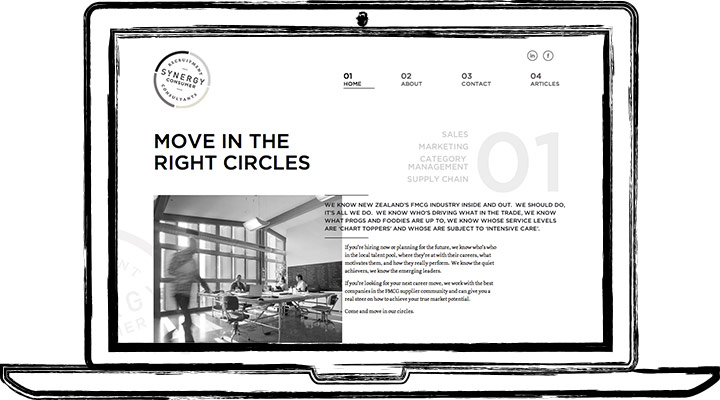 RECRUITMENT
SYNERGY
CONSUMER
CONSULTANTS
in f
01 02 03 04
HOME ABOUT CONTACT ARTICLES
MOVE IN THE
RIGHT CIRCLES
SALES
MARKETING
CATEGORY
MANAGEMENT
SUPPLY CHAIN
01
WE KNOW NEW ZEALAND'S FMCG INDUSTRY INSIDE AND OUT. WE SHOULD DO,
IT'S ALL WE DO. WE KNOW WHO'S DRIVING WHAT IN THE TRADE, WE KNOW
WHAT PROGS AND FOODIES ARE UP TO, WE KNOW WHOSE SERVICE LEVELS
ARE 'CHART TOPPERS' AND WHOSE ARE SUBJECT TO 'INTENSIVE CARE'.
If you're hiring now or planning for the future, we know who's who
in the local talent pool, where they're at with their careers, what
motivates them, and how they really perform. We know the quiet
achievers, we know the emerging leaders.
If you're looking for your next career move, we work with the best
companies in the FMCG supplier community and can give you a
real steer on how to achieve your true market potential.
Come and move in our circles.